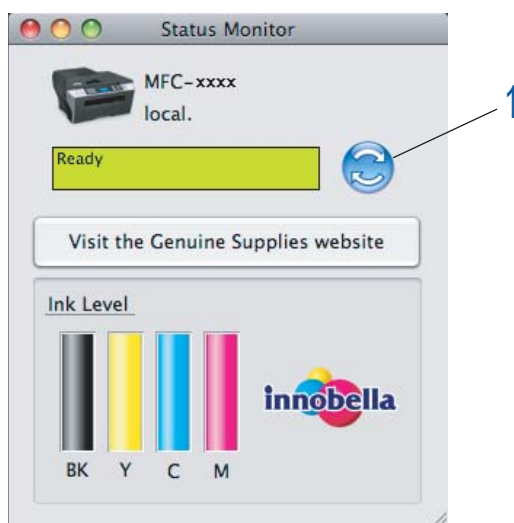 Status Monitor
MFC-xxxx
local.
1
Ready
Visit the Genuine Supplies website
Ink Level
innobella
BK Y C M